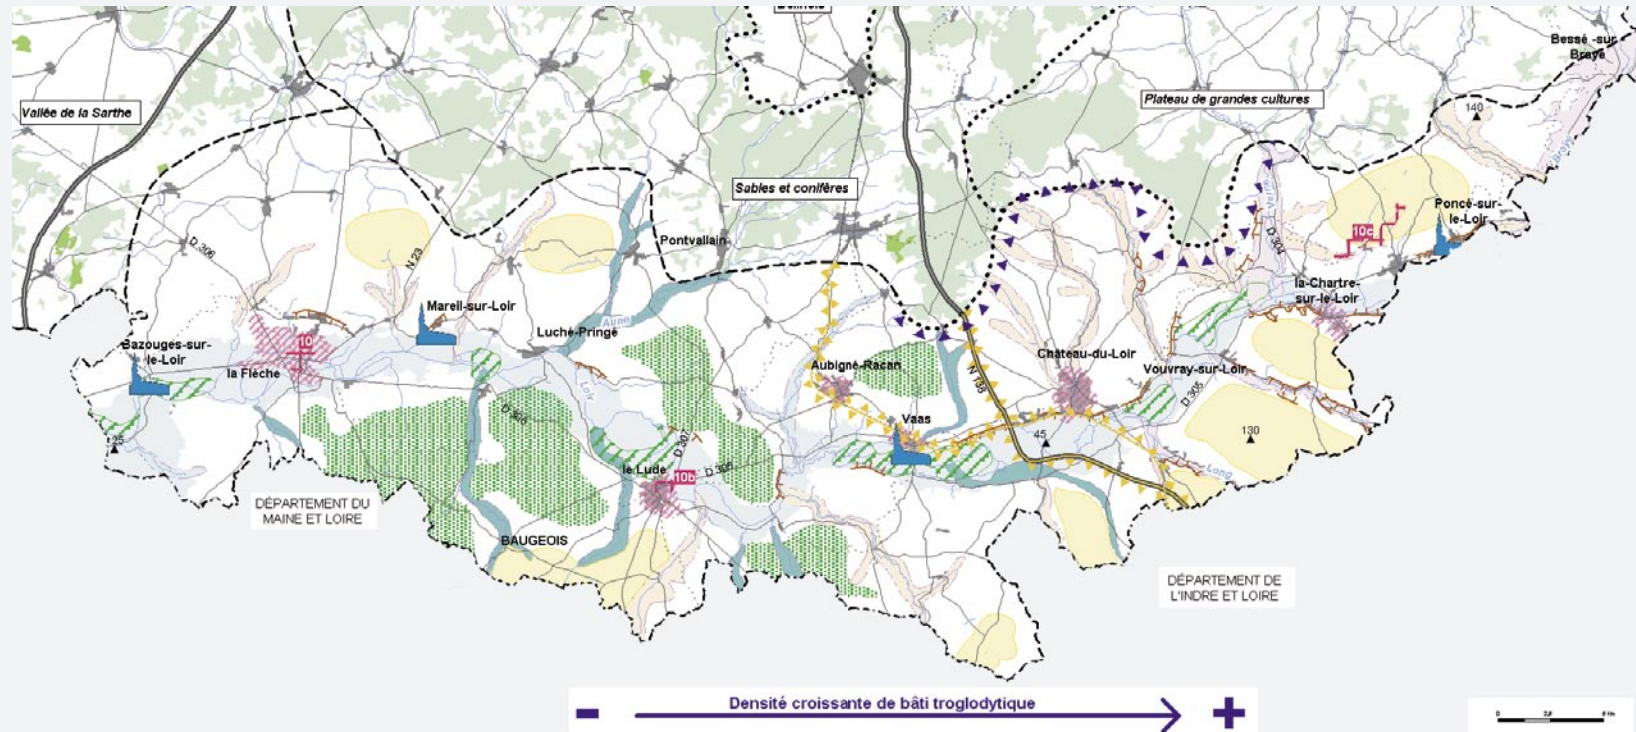 Bessé -sur
Braye
Vallée de la Sarthe
Plateau de grandes cultures
140
Sables et conifères
Poncé-sur-
le-Loir
10c
D 306
N 23
Pontvallain
D 304
la-Chartre-
sur-le-Loir
Mareil-sur-Loir
Luché-Pringé
Aune
Bazouges-sur-
le-Loir
10
la Flèche
Château-du-Loir
Aubigné-Racan
N 138
Vouvray-sur-Loir
D 305
Vaas
25
45
130
D 307
le Lude
D 305
10b
Long
DÉPARTEMENT DU
MAINE ET LOIRE
BAUGEOIS
DÉPARTEMENT DE
L'INDRE ET LOIRE
- Densité croissante de bâti troglodytique +